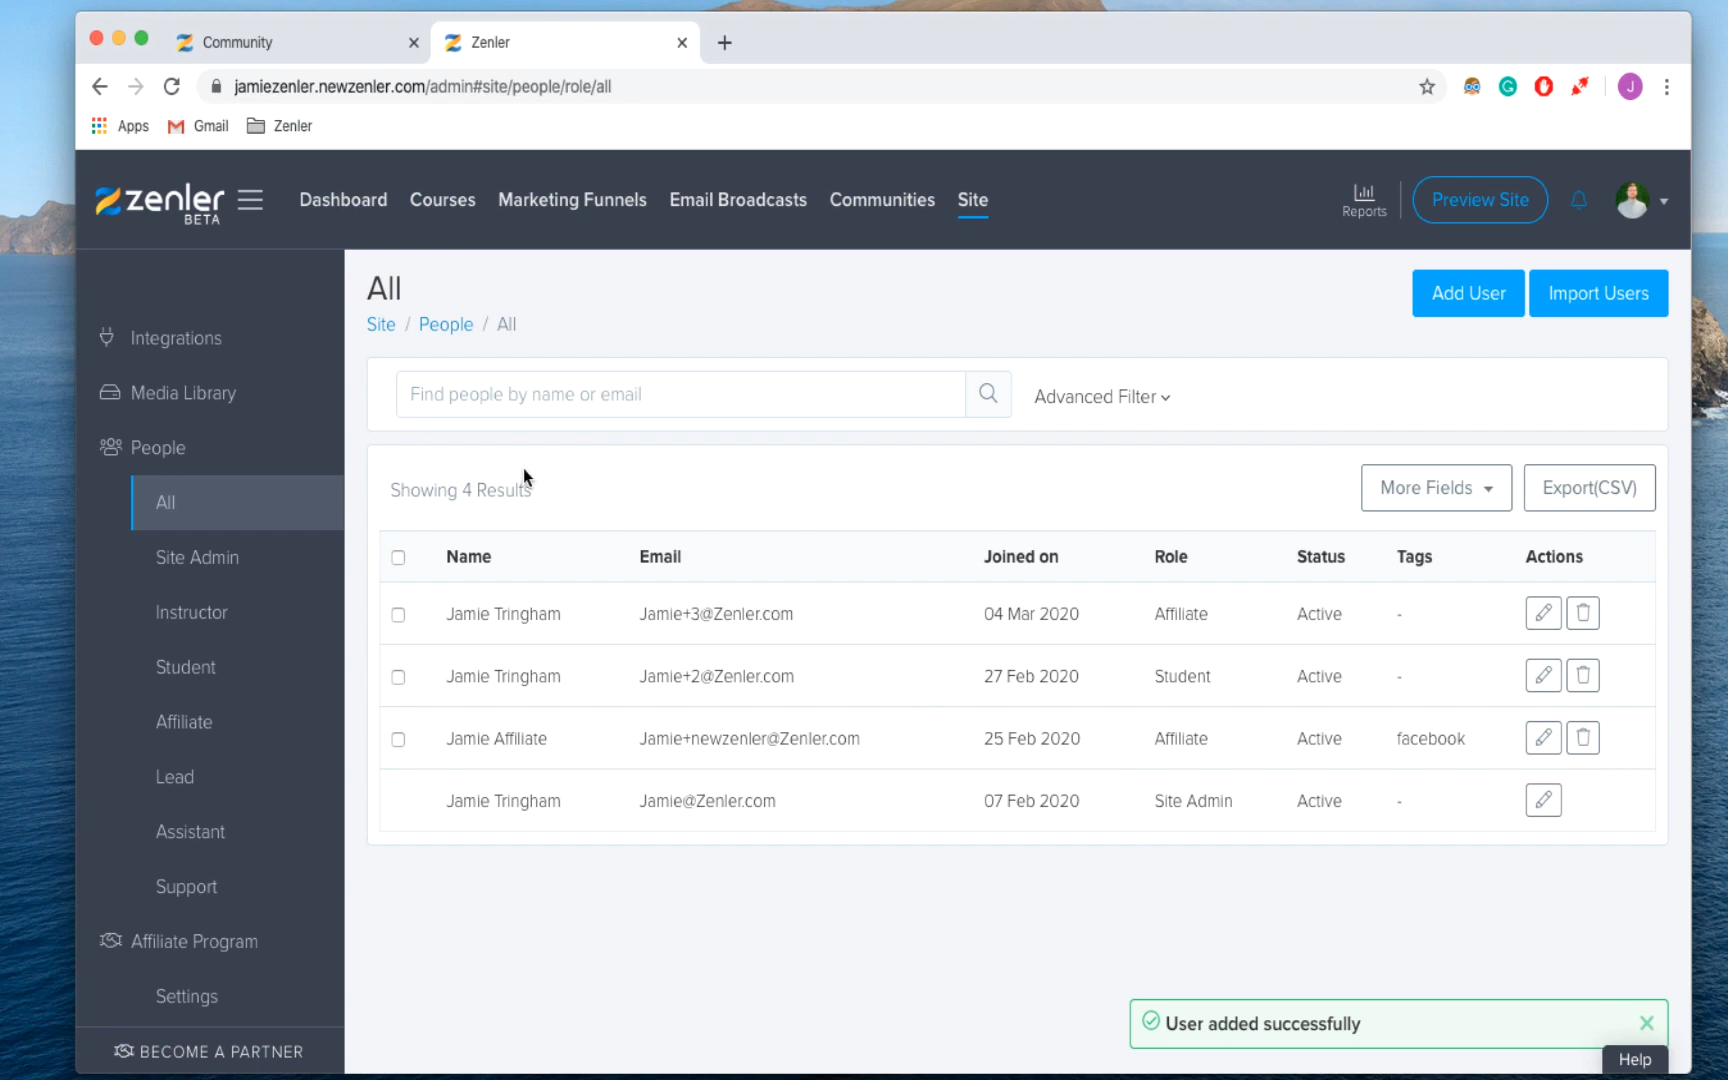 Community
Zenler
jamiezenler.newzenler.com/admin#site/people/role/all
J
Apps Gmail Zenler
zenler
BETA
Dashboard Courses Marketing Funnels Email Broadcasts Communities Site
Reports
Preview Site
Integrations
Media Library
People
All
Site Admin
Instructor
Student
Affiliate
Lead
Assistant
Support
Affiliate Program
Settings
BECOME A PARTNER
All
Site / People / All
Add User
Import Users
Find people by name or email
Advanced Filter
Showing 4 Results
More Fields
Export(CSV)
Name Email Joined on Role Status Tags Actions
Jamie Tringham Jamie+3@Zenler.com 04 Mar 2020 Affiliate Active -
Jamie Tringham Jamie+2@Zenler.com 27 Feb 2020 Student Active -
Jamie Affiliate Jamie+newzenler@Zenler.com 25 Feb 2020 Affiliate Active facebook
Jamie Tringham Jamie@Zenler.com 07 Feb 2020 Site Admin Active -
User added successfully
Help